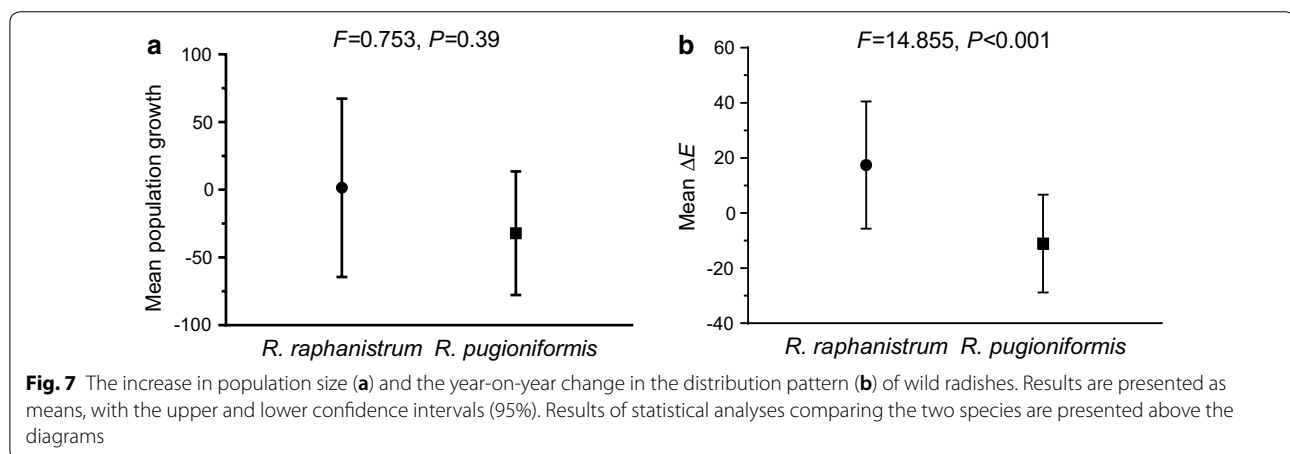 a
F=0.753, P=0.39
100
50
0
-50
-100
Mean population growth
R. raphanistrum R. pugioniformis
b
F=14.855, P<0.001
60
40
20
0
-20
-40
Mean ΔE
R. raphanistrum R. pugioniformis
Fig. 7 The increase in population size (a) and the year-on-year change in the distribution pattern (b) of wild radishes. Results are presented as
means, with the upper and lower confidence intervals (95%). Results of statistical analyses comparing the two species are presented above the
diagrams